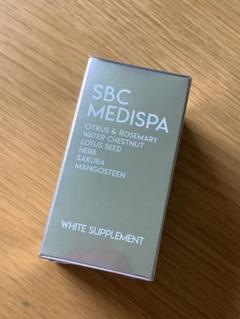 SBC
MEDISPA
CITRUS & ROSEMARY
WATER CHESTNUT
LOTUS SEED
HERB
SAKURA
MANGOSTEEN
WHITE SUPPLEMENT